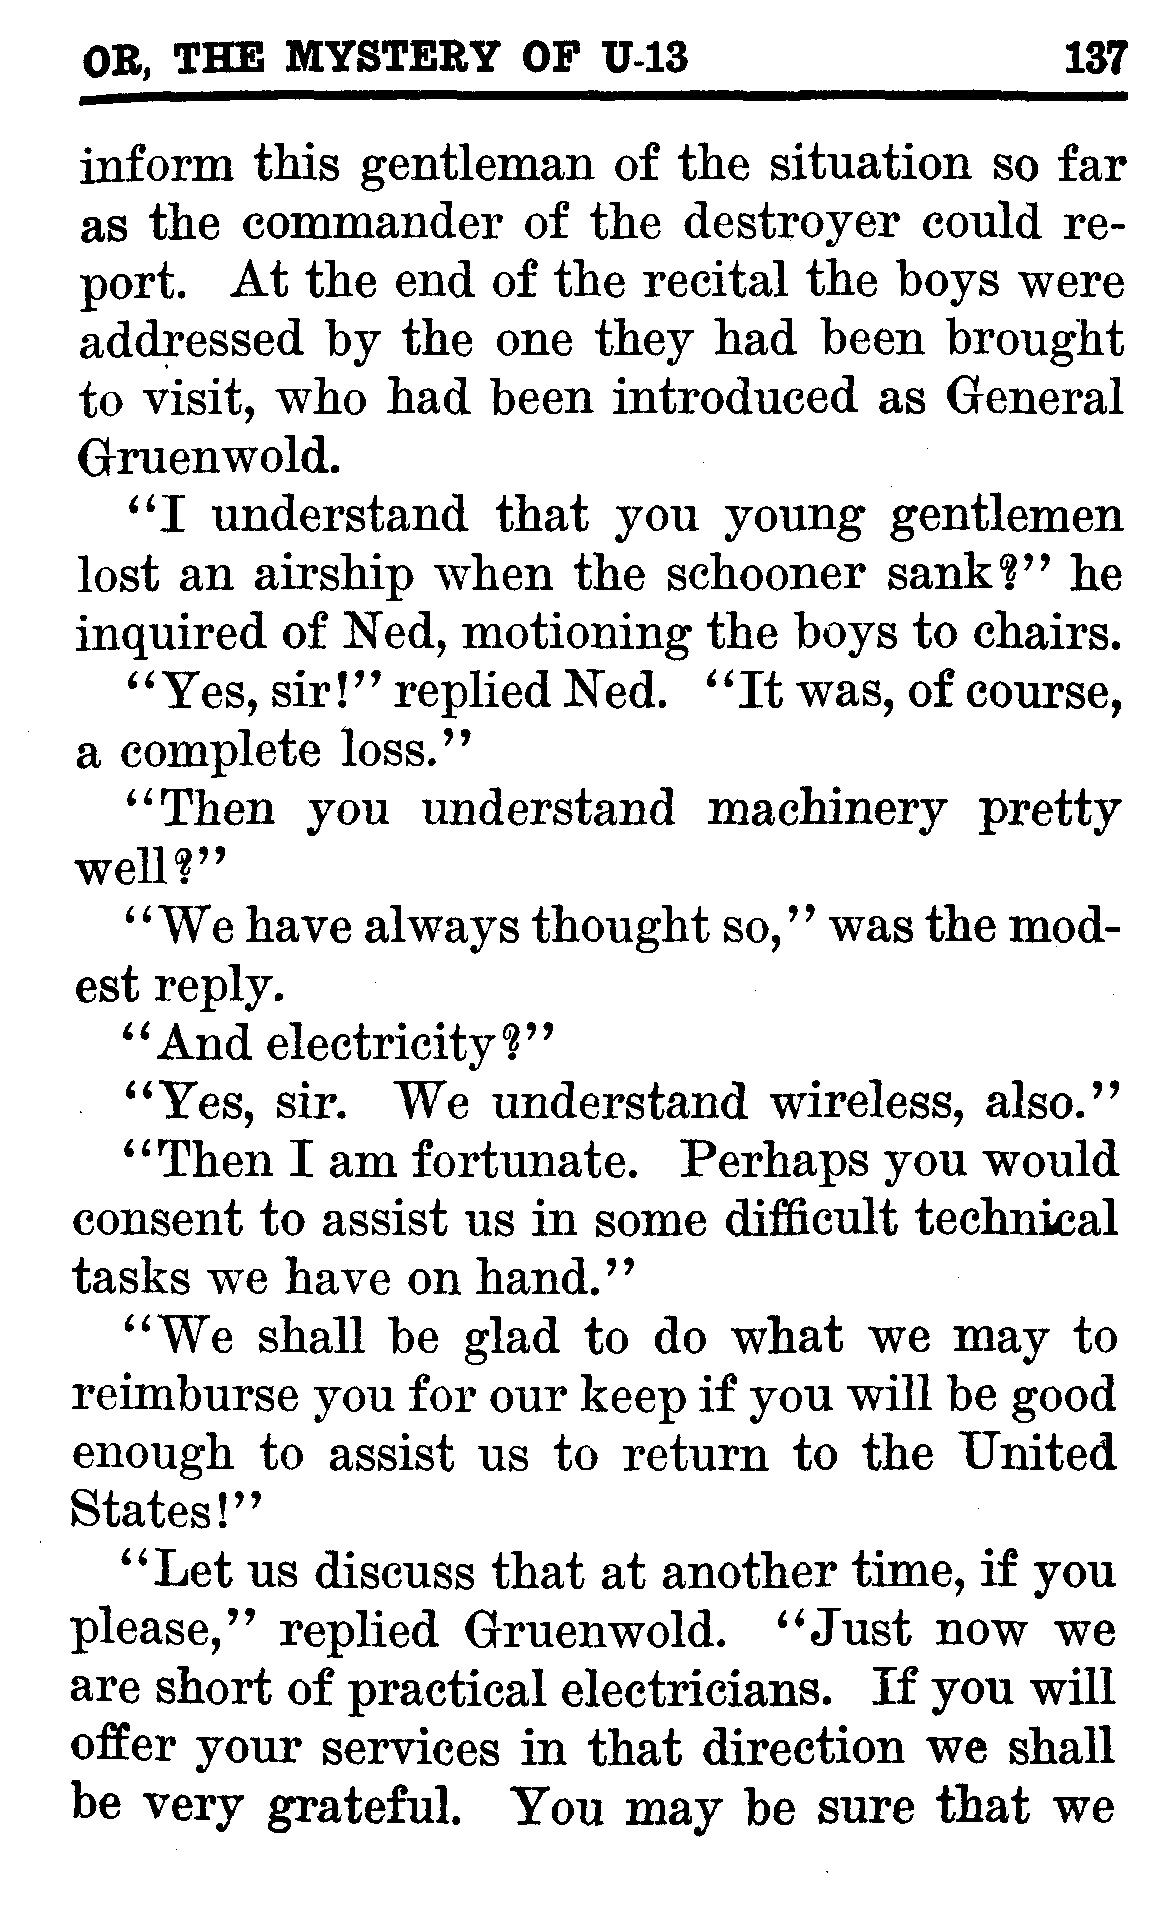 OR, THE MYSTERY OF U-13 137
inform this gentleman of the situation so far
as the commander of the destroyer could re-
port. At the end of the recital the boys were
addressed by the one they had been brought
to visit, who had been introduced as General
Gruenwold.
"I understand that you young gentlemen
lost an airship when the schooner sank?" he
inquired of Ned, motioning the boys to chairs.
"Yes, sir!" replied Ned. "It was, of course,
a complete loss."
"Then you understand machinery pretty
well?"
"We have always thought so," was the mod-
est reply.
"And electricity?"
"Yes, sir. We understand wireless, also."
"Then I am fortunate. Perhaps you would
consent to assist us in some difficult technical
tasks we have on hand."
"We shall be glad to do what we may to
reimburse you for our keep if you will be good
enough to assist us to return to the United
States!"
"Let us discuss that at another time, if you
please," replied Gruenwold. "Just now we
are short of practical electricians. If you will
offer your services in that direction we shall
be very grateful. You may be sure that we